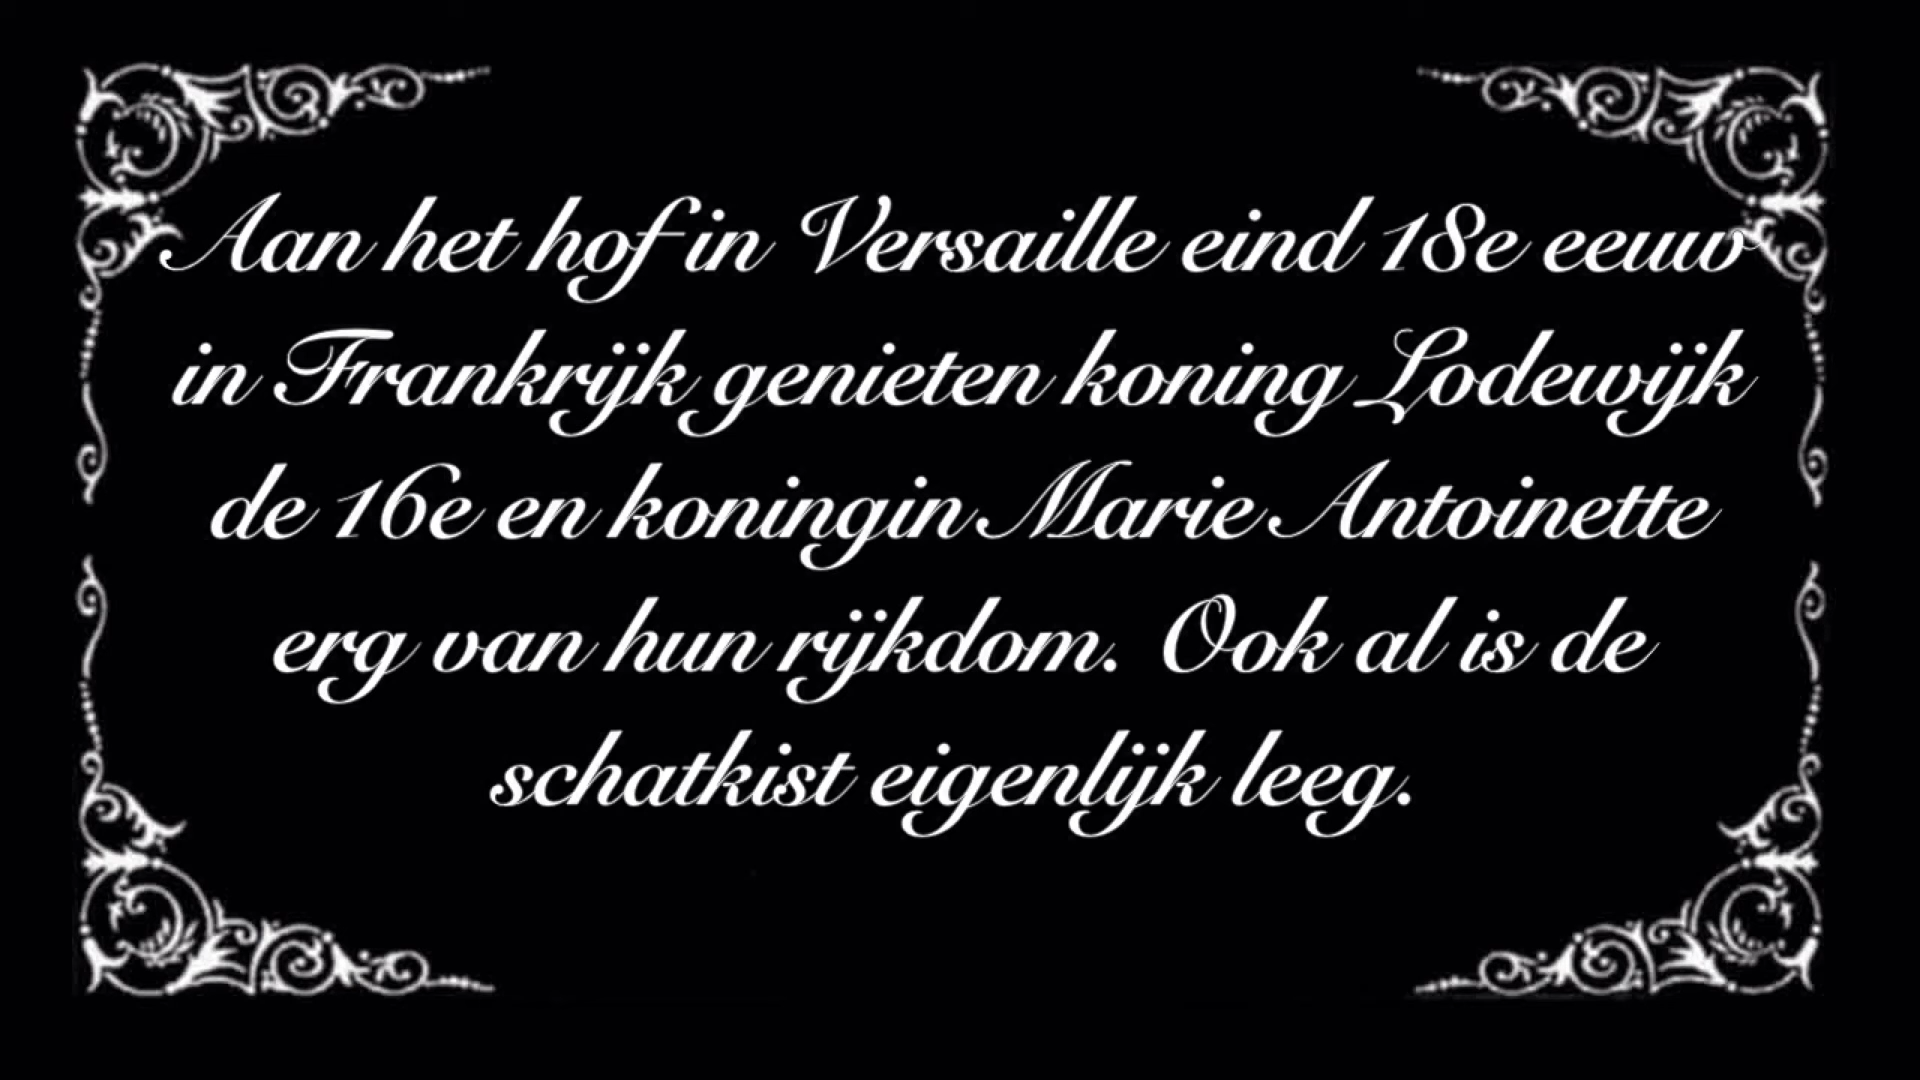 Aan het hof in Versaille eind 18e eeuw
in Frankrijk genieten koning Lodewijk
de 16e en koningin Marie Antoinette
erg van hun rijkdom. Ook al is de
schatkist eigenlijk leeg.